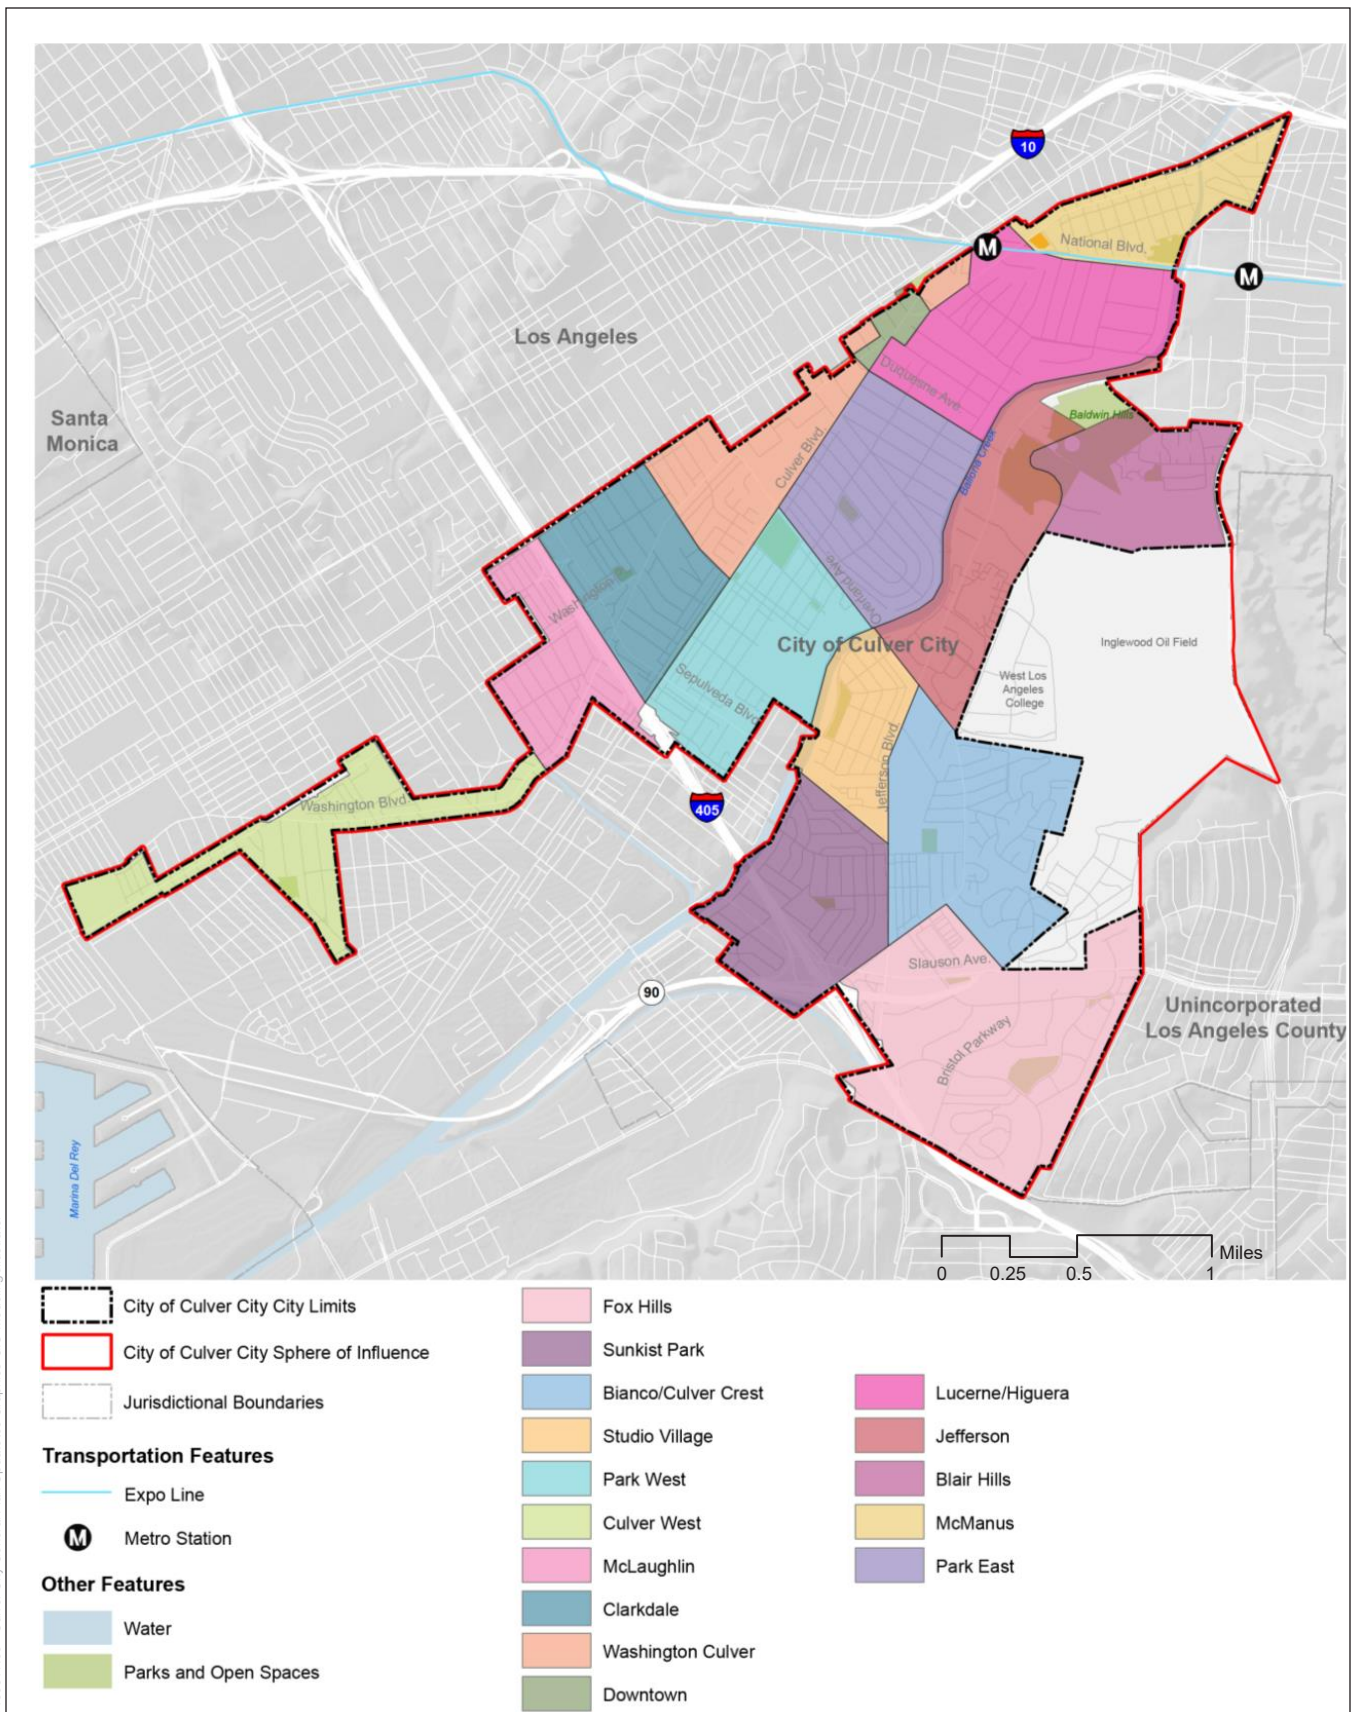 10
M
National Blvd.
M
Los Angeles
Duquesne Ave.
Santa
Monica
Baldwin Hills
Culver Blvd.
Ballona Creek
Overland Ave
Washington
City of Culver City
Inglewood Oil Field
West Los
Angeles
College
Sepulveda Blvd.
Jefferson Blvd.
Washington Blvd.
405
Slauson Ave.
90
Unincorporated
Los Angeles County
Bristol Parkway
Marina Del Rey
Miles
0 0.25 0.5 1
City of Culver City City Limits
City of Culver City Sphere of Influence
Jurisdictional Boundaries
Transportation Features
Expo Line
M Metro Station
Other Features
Water
Parks and Open Spaces
Fox Hills
Sunkist Park
Bianco/Culver Crest
Studio Village
Park West
Culver West
McLaughlin
Clarkdale
Washington Culver
Downtown
Lucerne/Higuera
Jefferson
Blair Hills
McManus
Park East